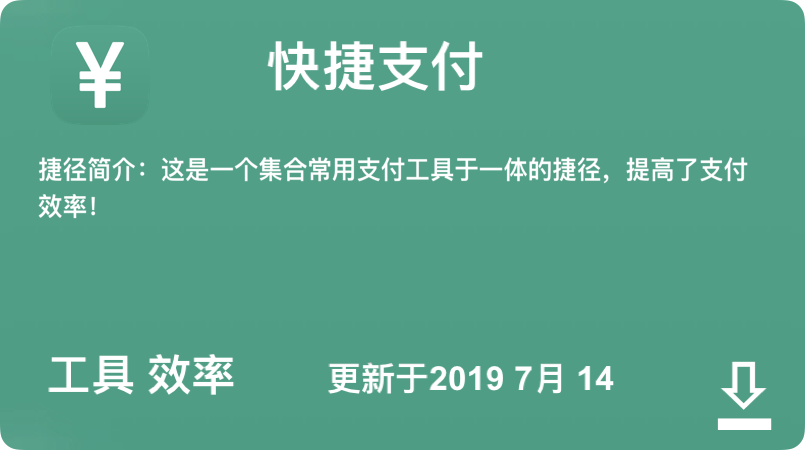 ¥
快捷支付
捷径简介：这是一个集合常用支付工具于一体的捷径，提高了支付
效率！
工具 效率
更新于2019 7月 14